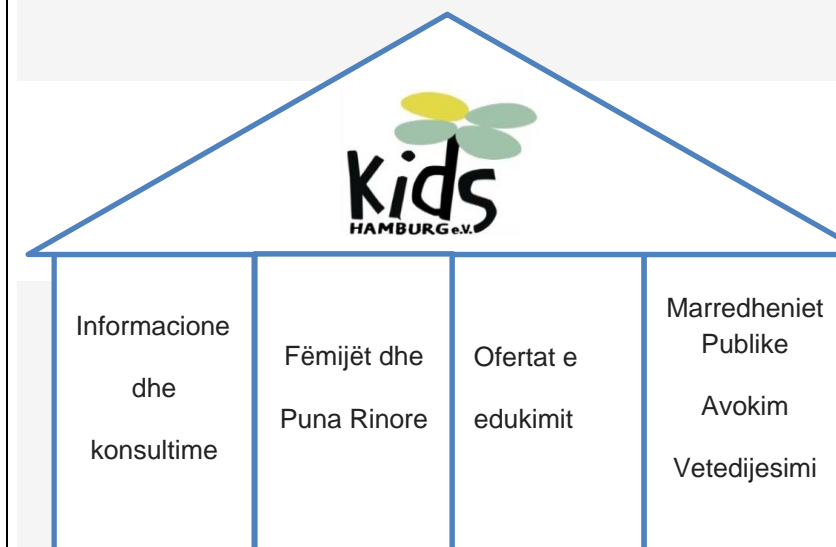 kids
HAMBURG e.V.
Informacione
dhe
konsultime
Fëmijët dhe
Puna Rinore
Ofertat e
edukimit
Marredheniet
Publike
Avokim
Vetedijesimi